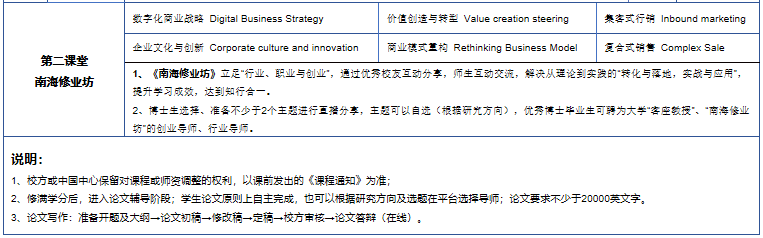 数字化商业战略 Digital Business Strategy
价值创造与转型 Value creation steering
集客式行销 Inbound marketing
企业文化与创新 Corporate culture and innovation
商业模式重构 Rethinking Business Model
复合式销售 Complex Sale
第二课堂
南海修业坊
1、《南海修业坊》立足“行业、职业与创业”，通过优秀校友互动分享，师生互动交流，解决从理论到实践的“转化与落地，实战与应用”，
提升学习成效，达到知行合一。
2、博士生选择、准备不少于2个主题进行直播分享，主题可以自选（根据研究方向），优秀博士毕业生可聘为大学“客座教授”、“南海修业
坊”的创业导师、行业导师。
说明：
1、校方或中国中心保留对课程或师资调整的权利，以课前发出的《课程通知》为准；
2、修满学分后，进入论文辅导阶段；学生论文原则上自主完成，也可以根据研究方向及选题在平台选择导师；论文要求不少于20000英文字。
3、论文写作：准备开题及大纲→论文初稿→修改稿→定稿→校方审核→论文答辩（在线）。